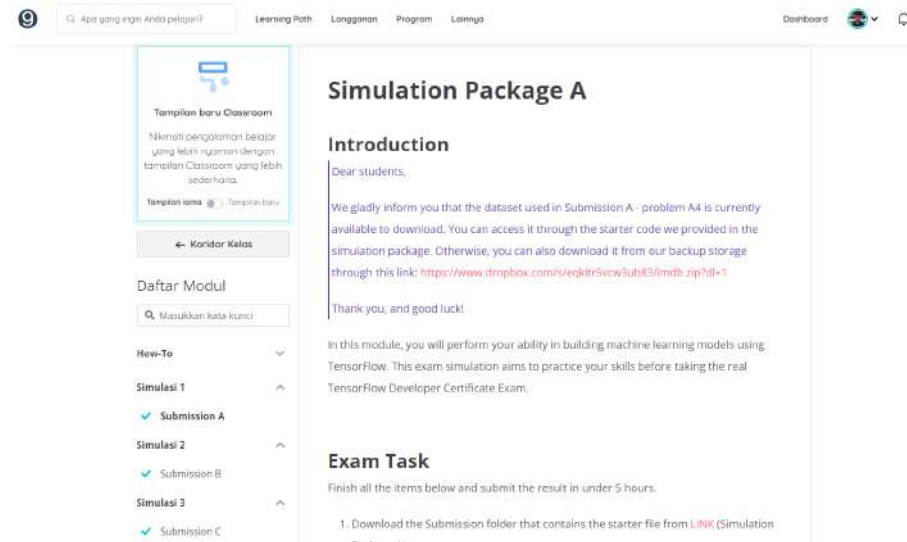 Apa yang ingin Anda pelajari?
Learning Path
Langganan
Program
Lainnya
Dashboard
Tampilan baru Classroom
Nikmati pengalaman belajar
yang lebih nyaman dengan
tampilan Classroom yang lebih
sederhana.
Tampilan lama
Tampilan baru
← Koridor Kelas
Daftar Modul
Masukkan kata kunci
How-To
Simulasi 1
Submission A
Simulasi 2
Submission B
Simulasi 3
Submission C
Simulation Package A
Introduction
Dear students,
We gladly inform you that the dataset used in Submission A - problem A4 is currently
available to download. You can access it through the starter code we provided in the
simulation package. Otherwise, you can also download it from our backup storage
through this link: https://www.dropbox.com/s/eqkitr5vcw3ub83/imdb.zip?dl=1
Thank you, and good luck!
In this module, you will perform your ability in building machine learning models using
TensorFlow. This exam simulation aims to practice your skills before taking the real
TensorFlow Developer Certificate Exam.
Exam Task
Finish all the items below and submit the result in under 5 hours.
1. Download the Submission folder that contains the starter file from LINK (Simulation